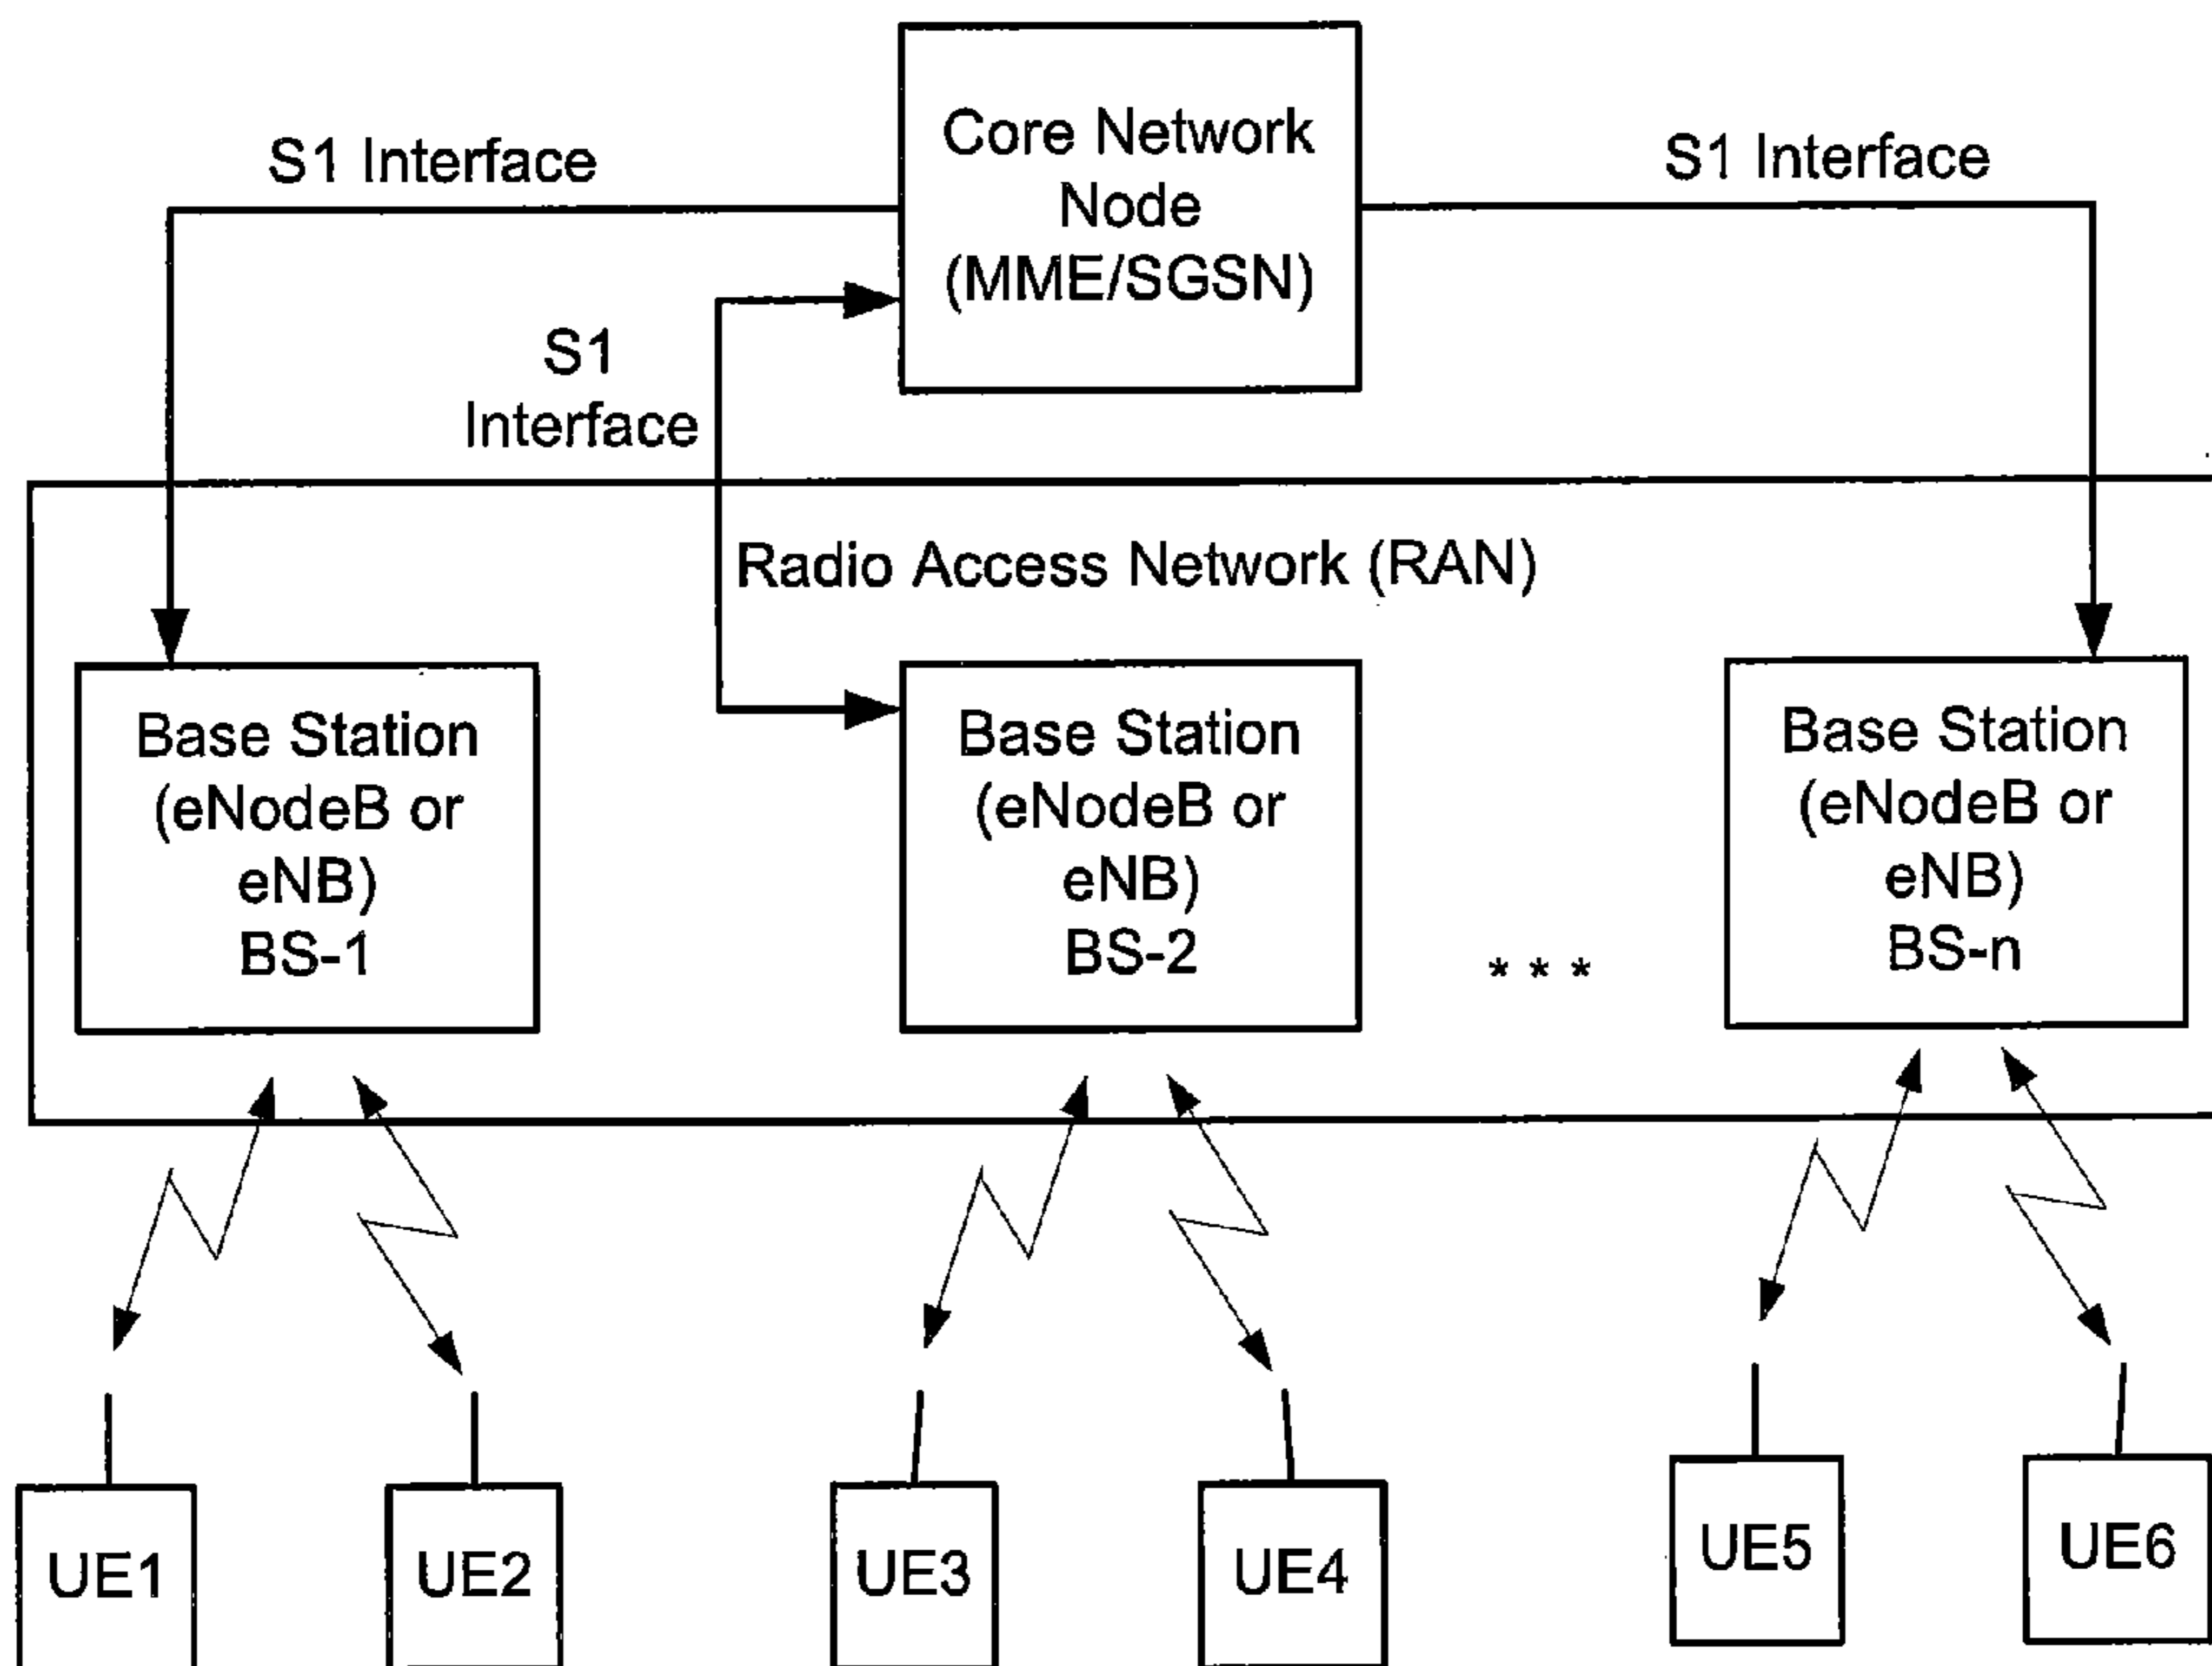 Core Network
Node
(MME/SGSN)
S1 Interface
S1 Interface
S1
Interface
Radio Access Network (RAN)
Base Station
(eNodeB or
eNB)
BS-1
Base Station
(eNodeB or
eNB)
BS-2
* * *
Base Station
(eNodeB or
eNB)
BS-n
UE1
UE2
UE3
UE4
UE5
UE6